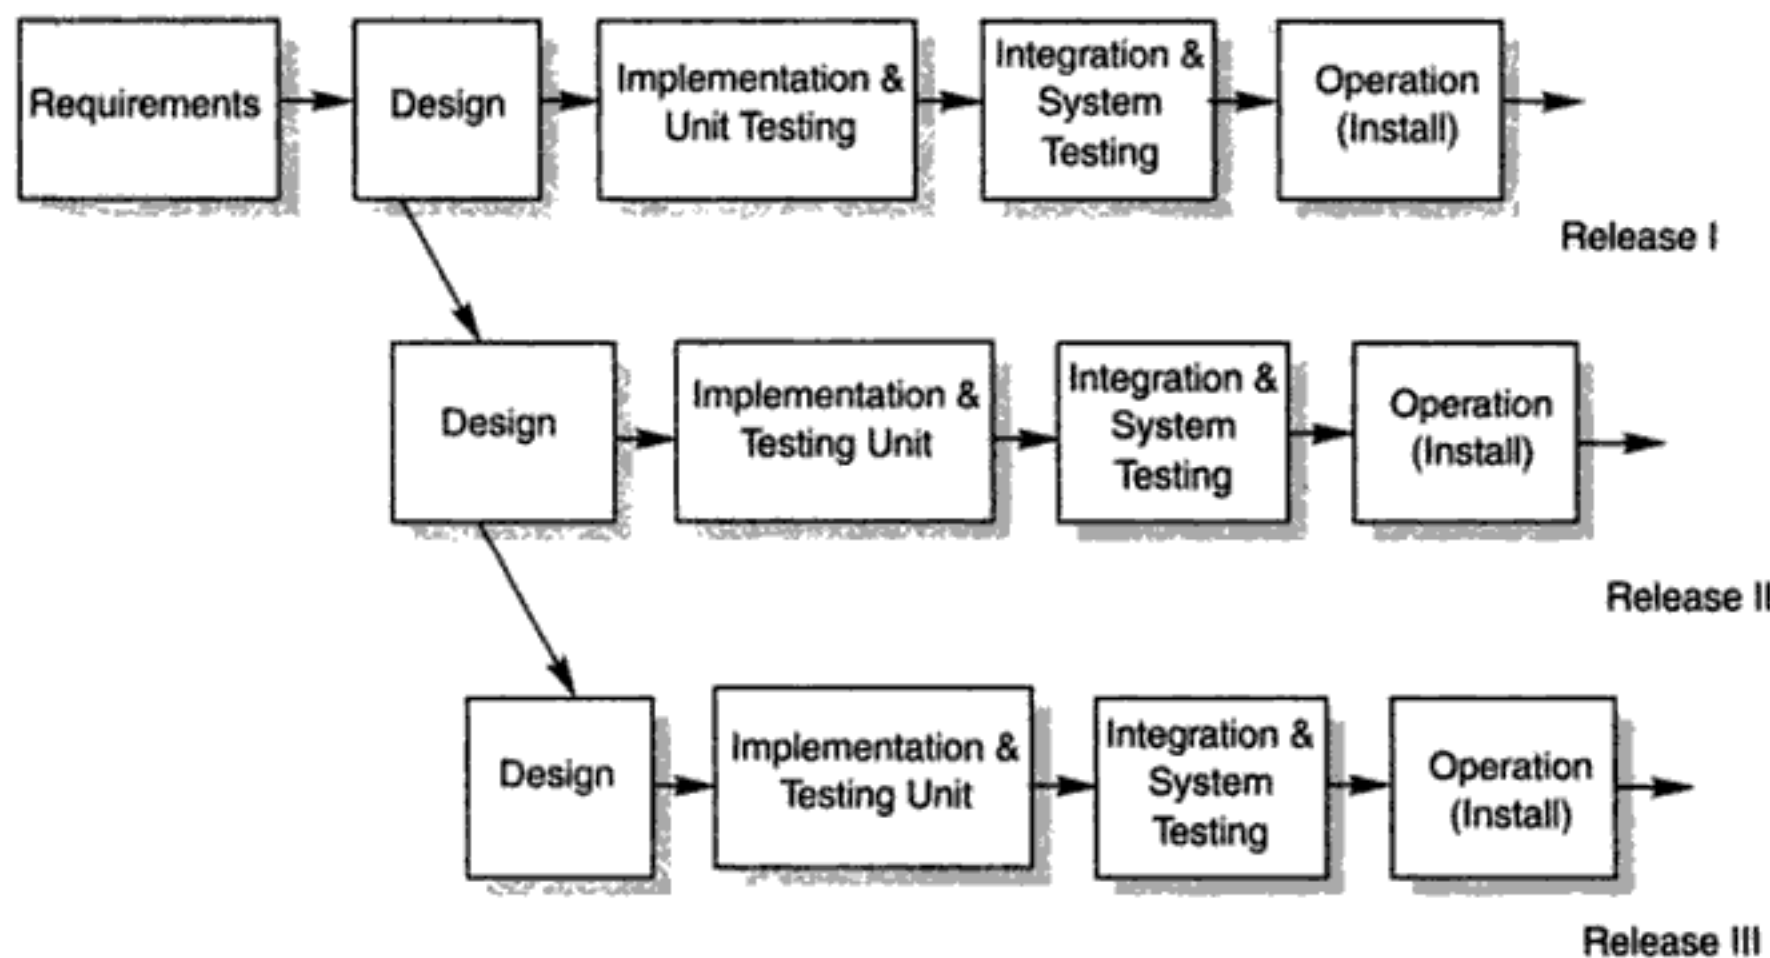 Requirements
Design
Implementation &
Unit Testing
Integration &
System
Testing
Operation
(Install)
Release I
Design
Implementation &
Testing Unit
Integration &
System
Testing
Operation
(Install)
Release II
Design
Implementation &
Testing Unit
Integration &
System
Testing
Operation
(Install)
Release III